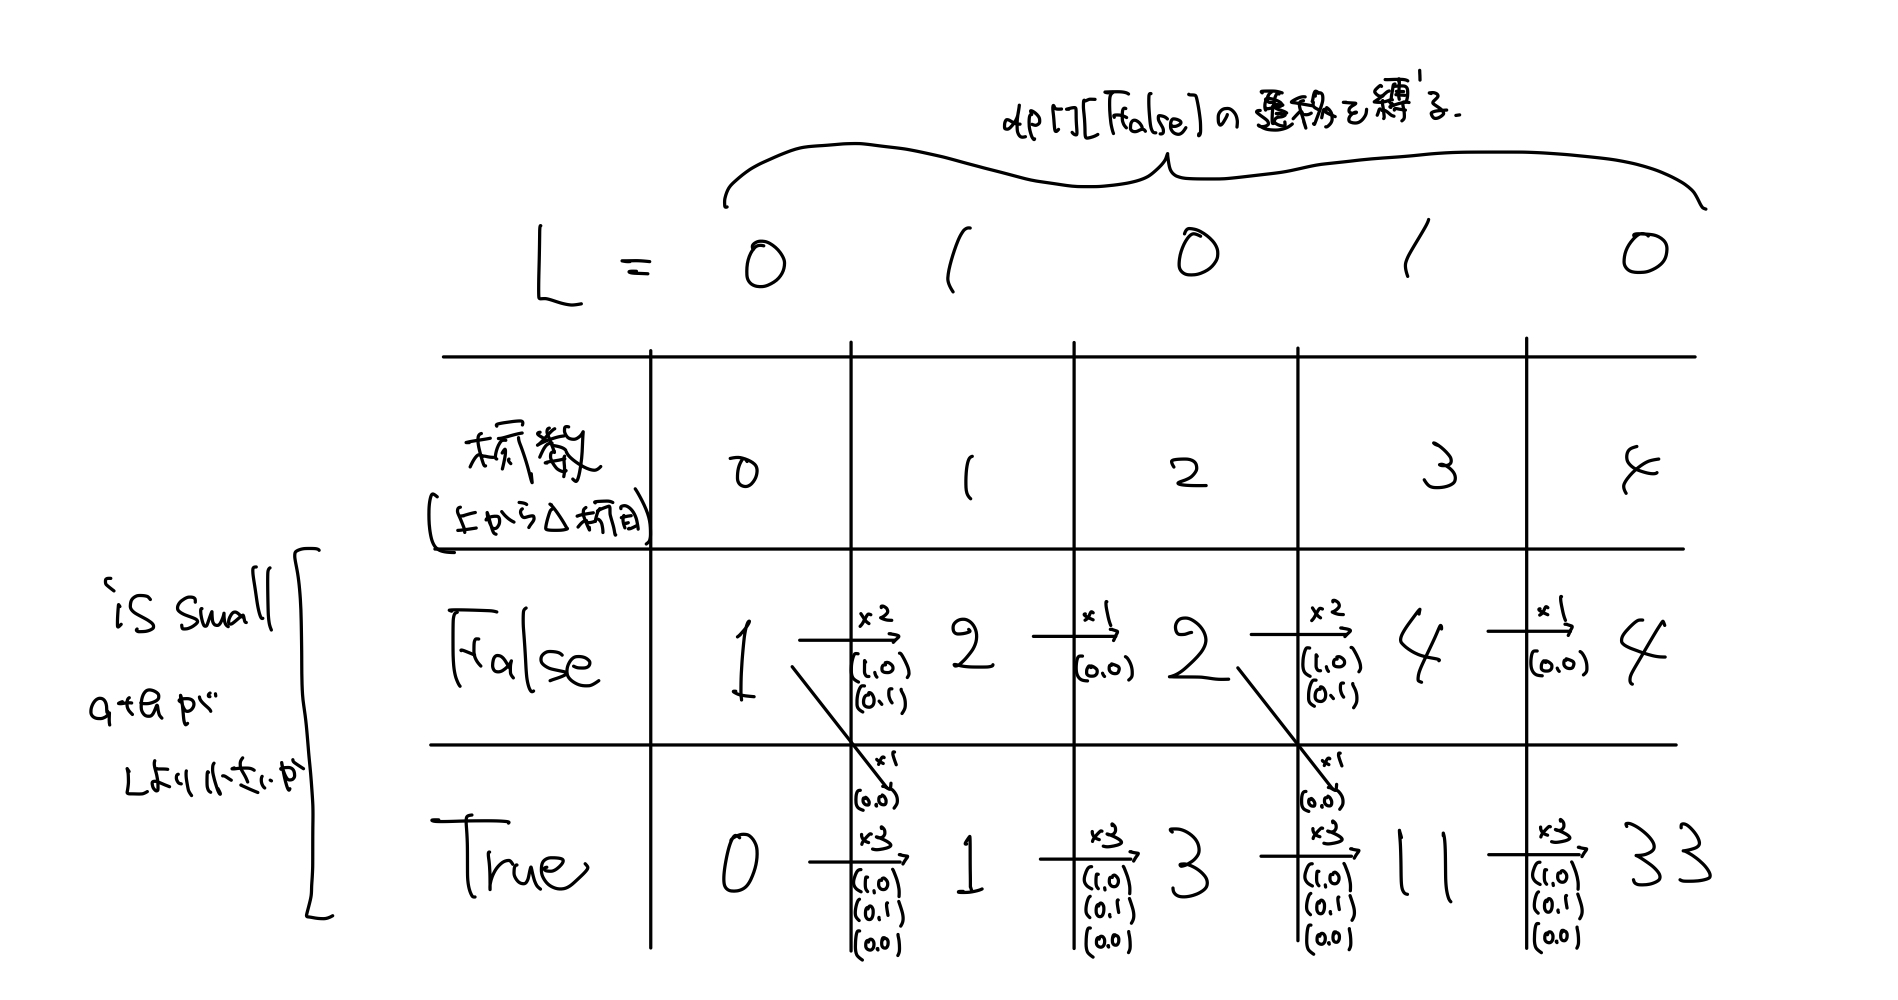 dp[][False]の遷移を縛る.
L = 0 1 0 1 0
桁数 0 1 2 3 4
(上から△桁目)
is small
a+bが
Lより小さいか
False 1 ×2 2 ×1 2 ×2 4 ×1 4
(1,0) (0,0) (1,0) (0,0)
(0,1) (0,1)
×1 ×1
(0,0) (0,0)
True 0 ×3 1 ×3 3 ×3 11 ×3 33
(1,0) (1,0) (1,0) (1,0)
(0,1) (0,1) (0,1) (0,1)
(0,0) (0,0) (0,0) (0,0)